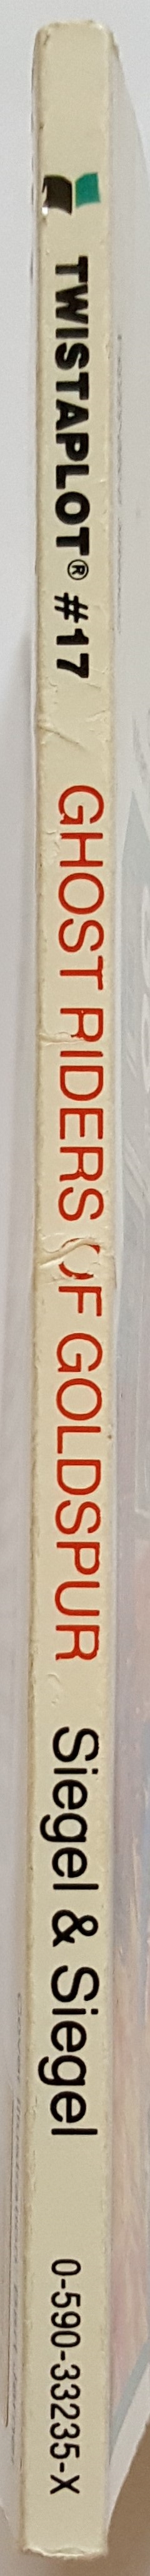 TWISTAPLOT® #17 GHOST RIDERS OF GOLDSPUR Siegel & Siegel 0-590-33235-X